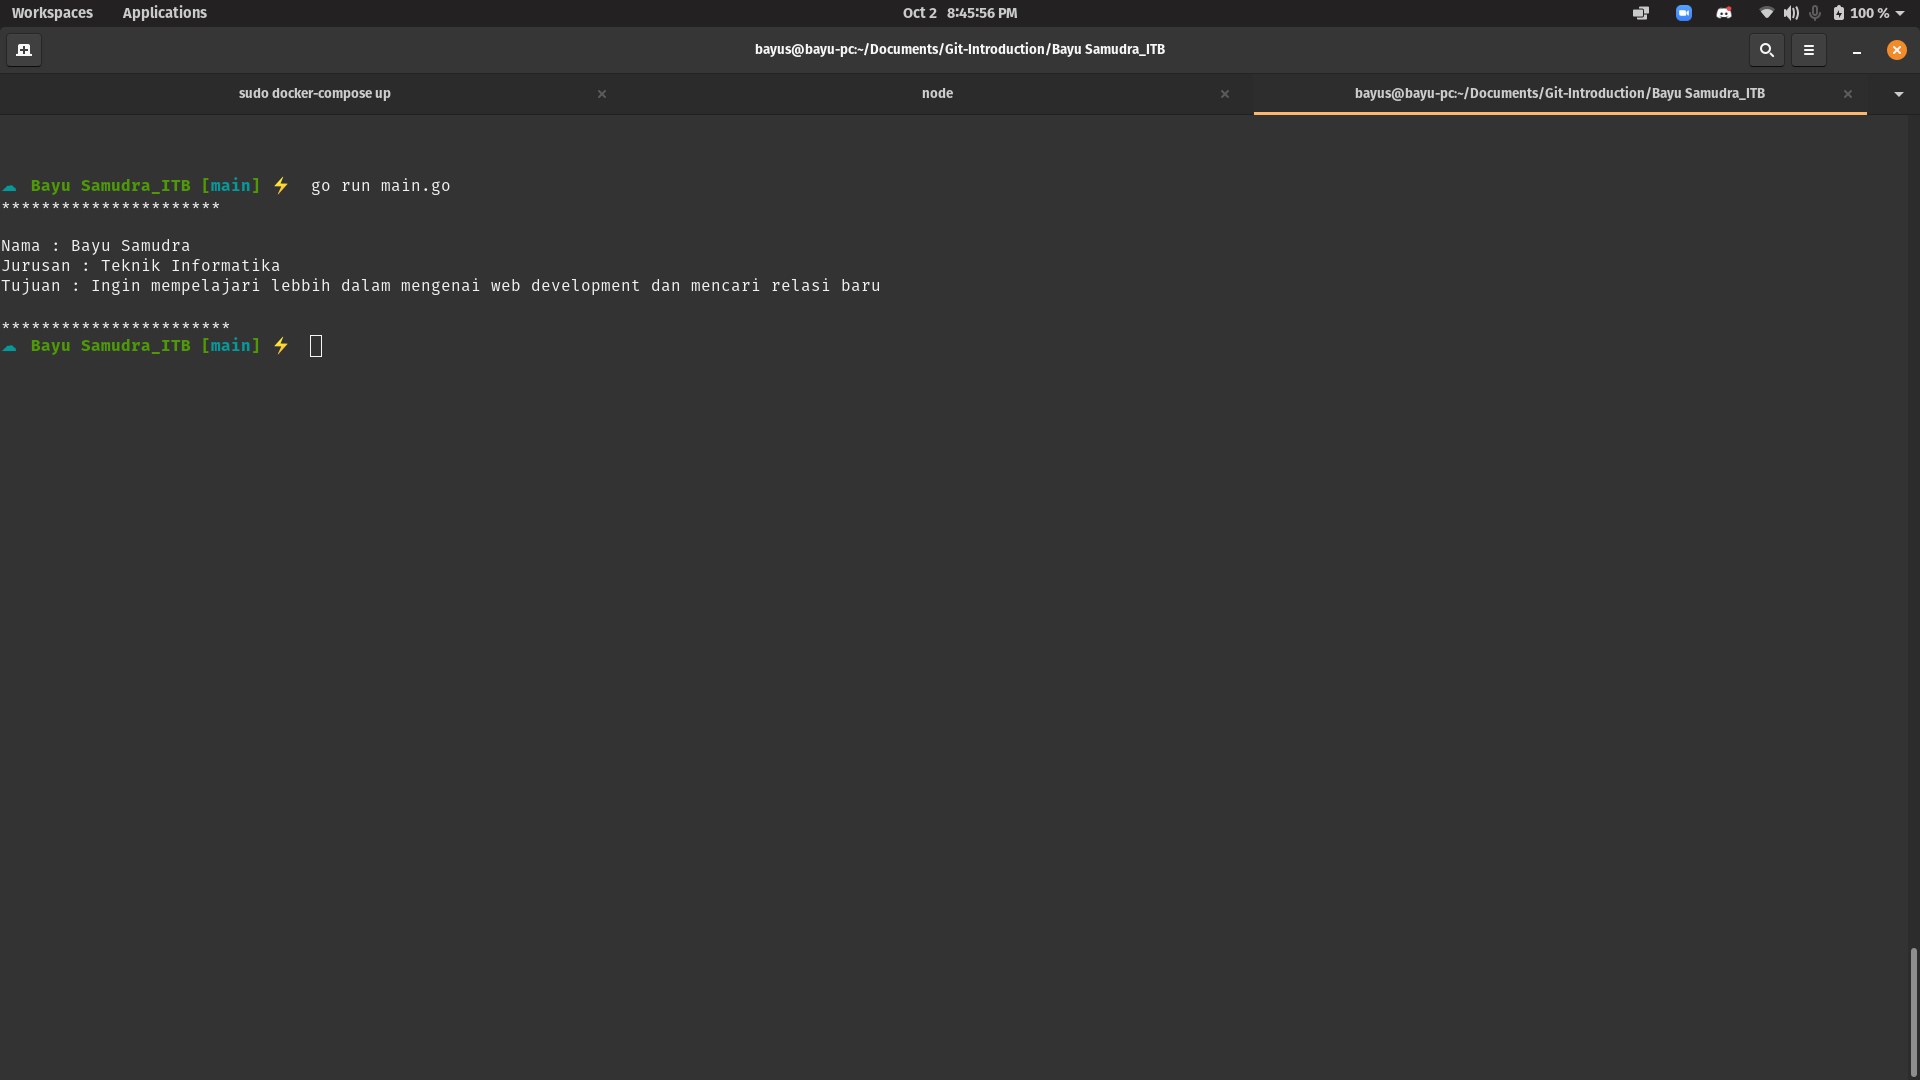 Workspaces Applications Oct 2 8:45:56 PM 100 %
bayus@bayu-pc:~/Documents/Git-Introduction/Bayu Samudra_ITB
sudo docker-compose up × node × bayus@bayu-pc:~/Documents/Git-Introduction/Bayu Samudra_ITB ×
☁ Bayu Samudra_ITB [main] ⚡ go run main.go
**********************
Nama : Bayu Samudra
Jurusan : Teknik Informatika
Tujuan : Ingin mempelajari lebbih dalam mengenai web development dan mencari relasi baru
***********************
☁ Bayu Samudra_ITB [main] ⚡